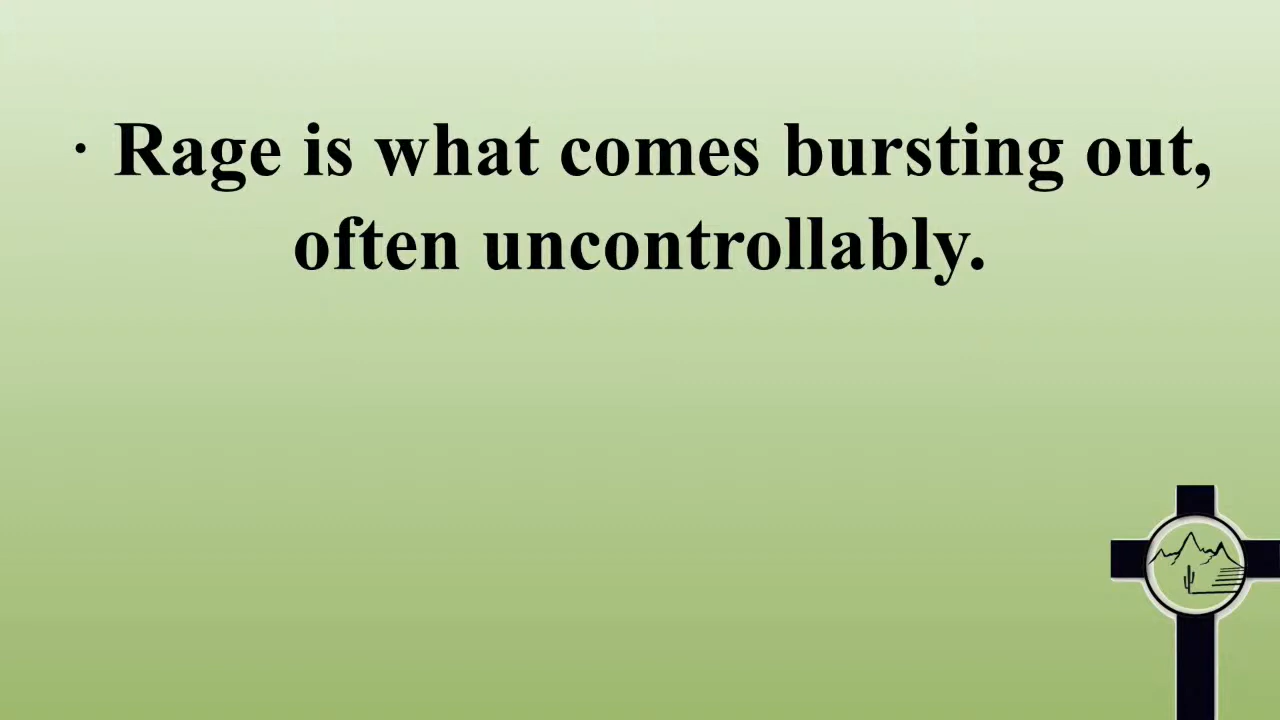 · Rage is what comes bursting out,
often uncontrollably.